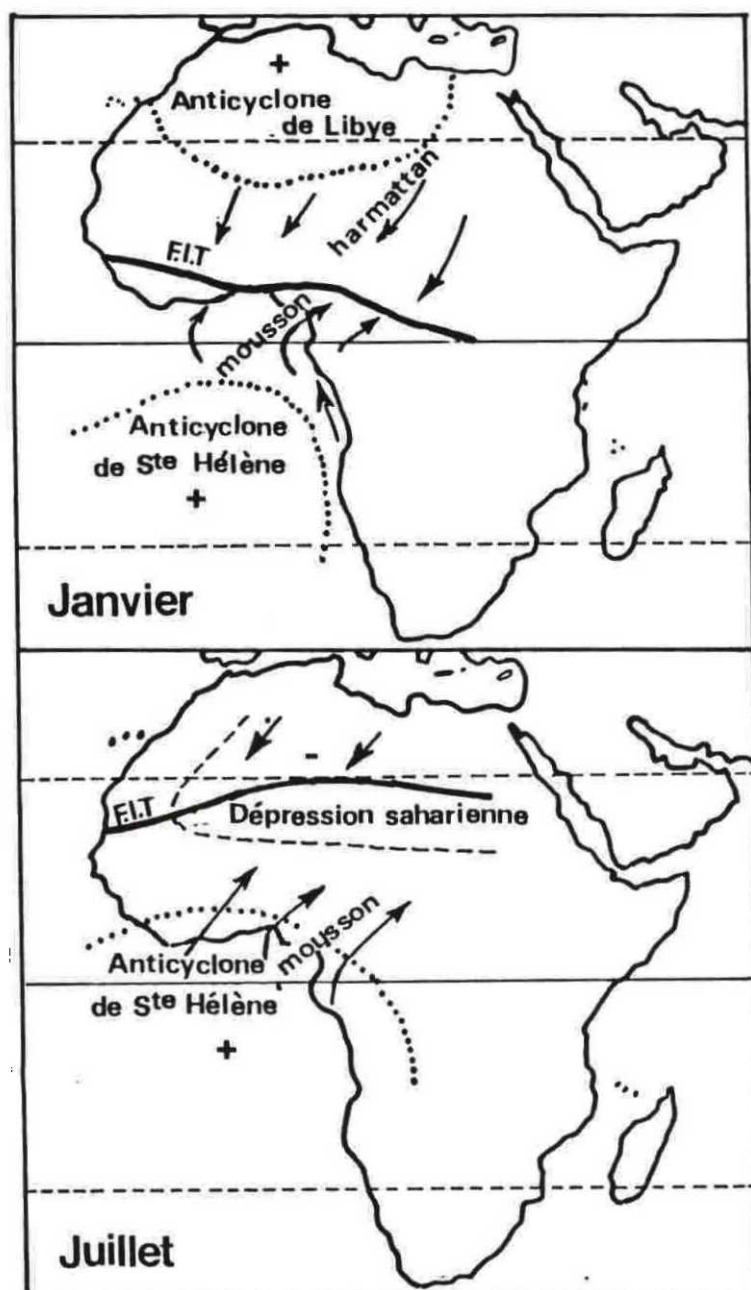 +
Anticyclone
de Libye
harmattan
F.I.T
mousson
Anticyclone
de Ste Hélène
+
Janvier
-
F.I.T
Dépression saharienne
mousson
Anticyclone
de Ste Hélène
+
Juillet